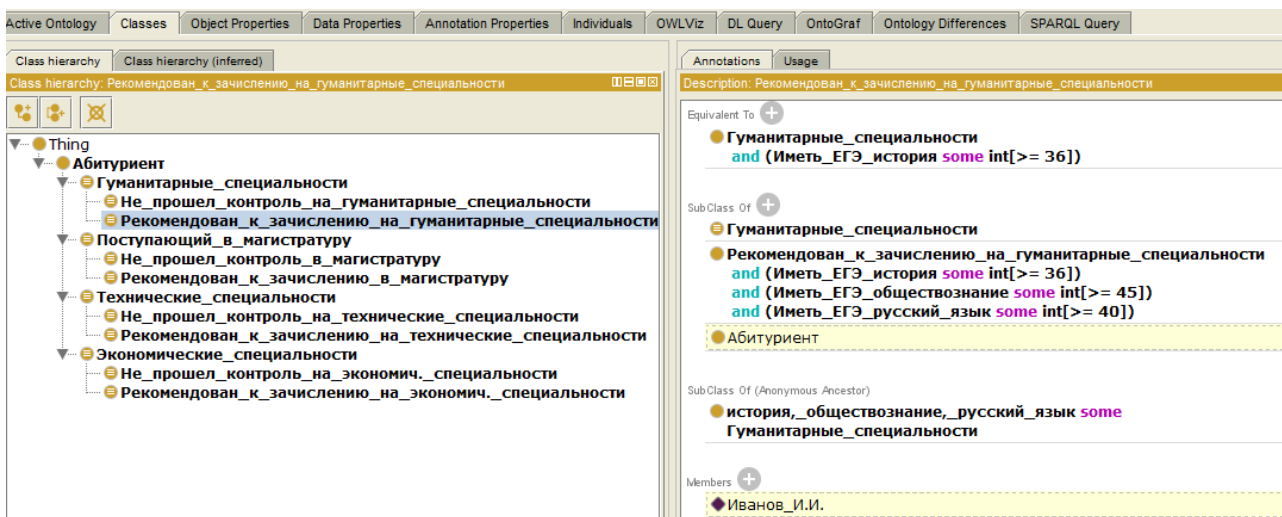 Active Ontology Classes Object Properties Data Properties Annotation Properties Individuals OWLViz DL Query OntoGraf Ontology Differences SPARQL Query
Class hierarchy Class hierarchy (inferred)
Class hierarchy: Рекомендован_к_зачислению_на_гуманитарные_специальности
Thing
Абитуриент
Гуманитарные_специальности
Не_прошел_контроль_на_гуманитарные_специальности
Рекомендован_к_зачислению_на_гуманитарные_специальности
Поступающий_в_магистратуру
Не_прошел_контроль_в_магистратуру
Рекомендован_к_зачислению_в_магистратуру
Технические_специальности
Не_прошел_контроль_на_технические_специальности
Рекомендован_к_зачислению_на_технические_специальности
Экономические_специальности
Не_прошел_контроль_на_экономич._специальности
Рекомендован_к_зачислению_на_экономич._специальности
Annotations Usage
Description: Рекомендован_к_зачислению_на_гуманитарные_специальности
Equivalent To
Гуманитарные_специальности
and (Иметь_ЕГЭ_история some int[>= 36])
SubClass Of
Гуманитарные_специальности
Рекомендован_к_зачислению_на_гуманитарные_специальности
and (Иметь_ЕГЭ_история some int[>= 36])
and (Иметь_ЕГЭ_обществознание some int[>= 45])
and (Иметь_ЕГЭ_русский_язык some int[>= 40])
Абитуриент
SubClass Of (Anonymous Ancestor)
история,_обществознание,_русский_язык some
Гуманитарные_специальности
Members
Иванов_И.И.